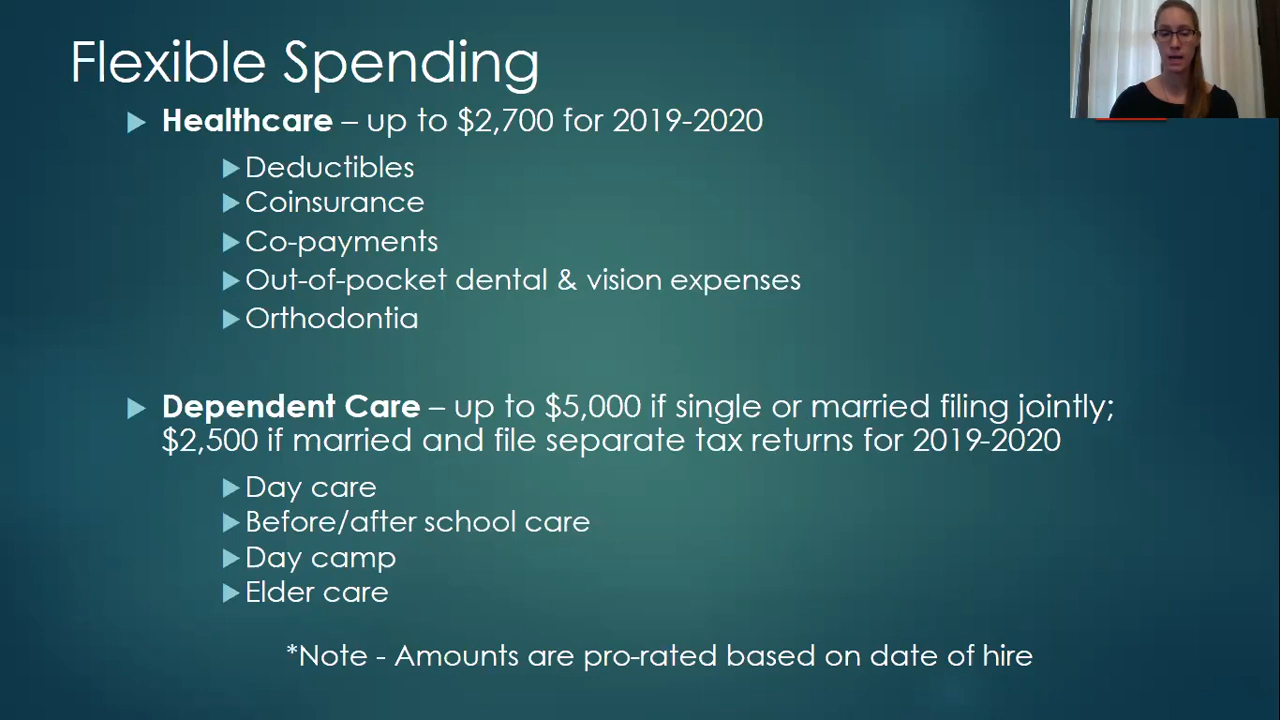 Flexible Spending
Healthcare – up to $2,700 for 2019-2020
Deductibles
Coinsurance
Co-payments
Out-of-pocket dental & vision expenses
Orthodontia
Dependent Care – up to $5,000 if single or married filing jointly;
$2,500 if married and file separate tax returns for 2019-2020
Day care
Before/after school care
Day camp
Elder care
*Note - Amounts are pro-rated based on date of hire